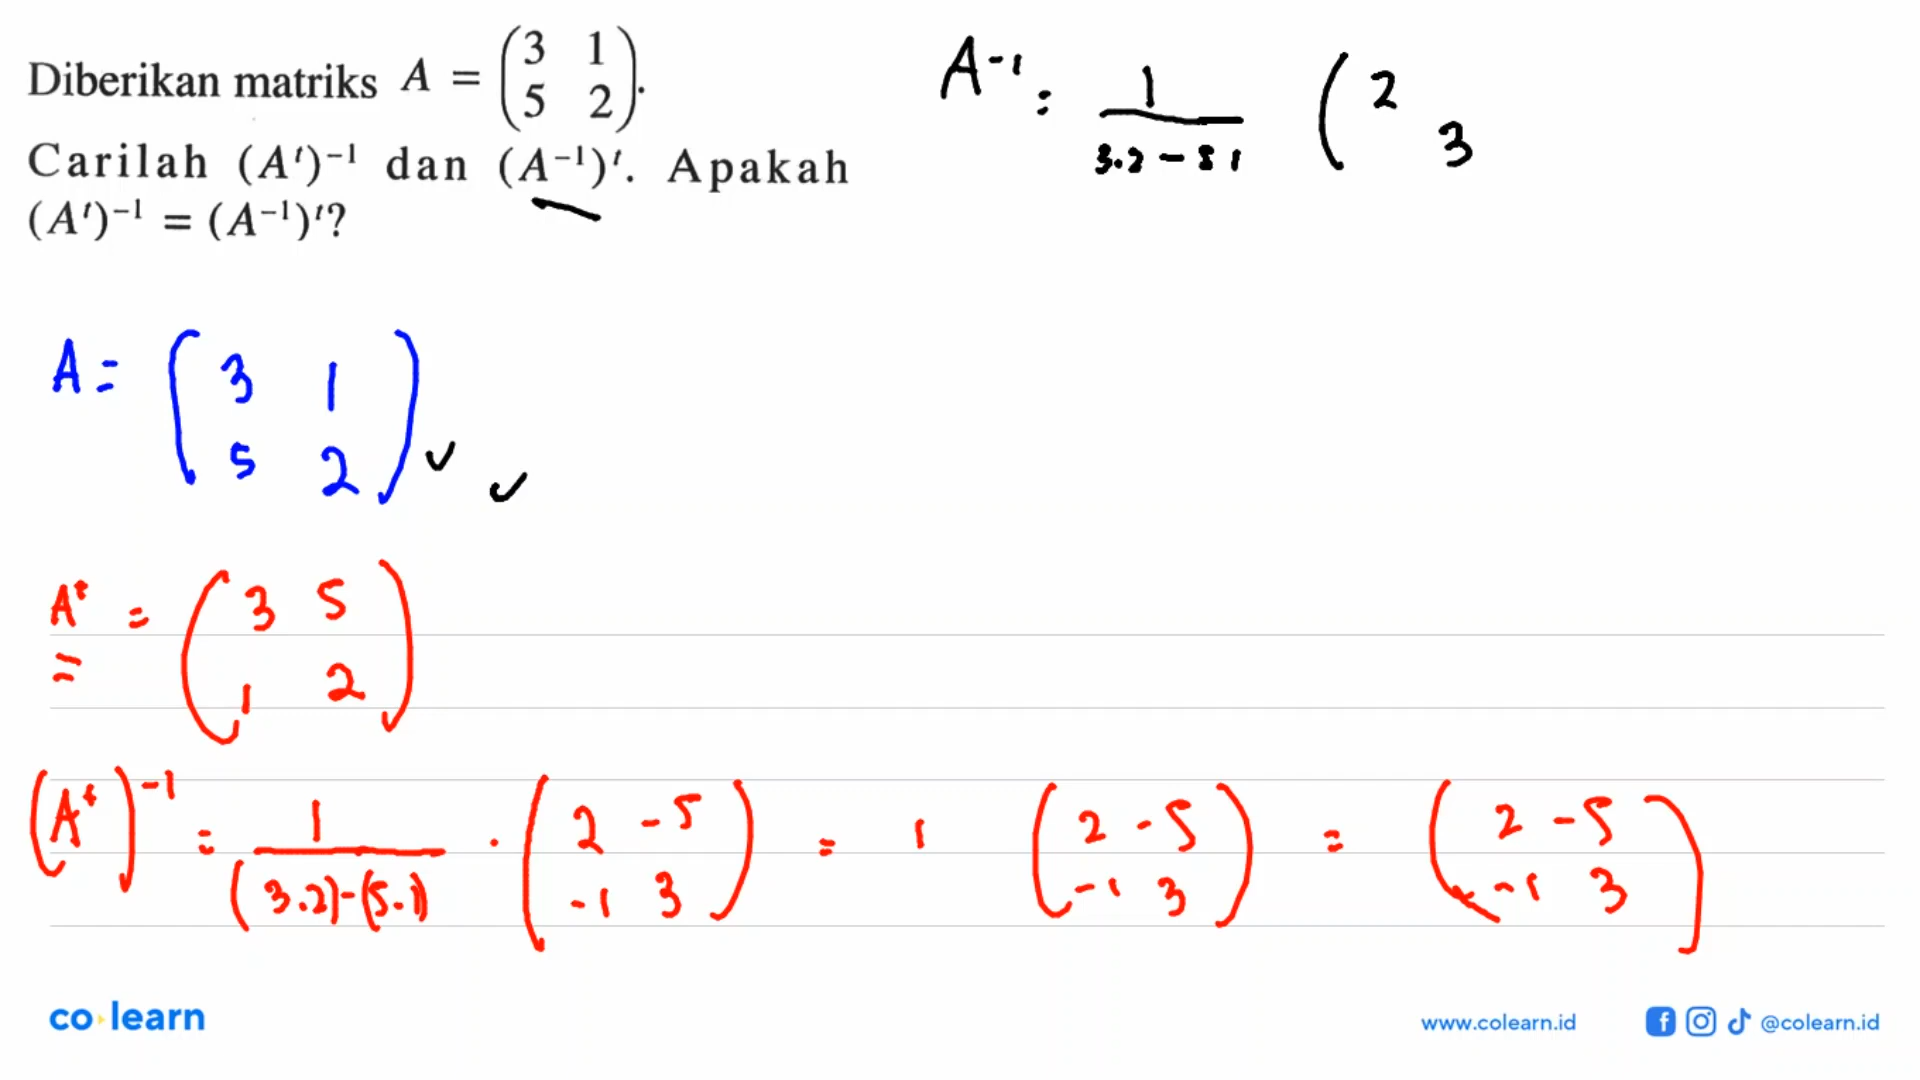 Diberikan matriks A = (3 1
5 2).
Carilah (A^t)^-1 dan (A^-1)^t. Apakah
(A^t)^-1 = (A^-1)^t?
A^-1 = 1 / 3.2 - 5 1 (2
3
A = (3 1
5 2)
A^t = (3 5
1 2)
=
(A^t)^-1 = 1 / (3.2)-(5.1) . (2 -5
-1 3) = 1 (2 -5
-1 3) = (2 -5
-1 3)
co learn
www.colearn.id
@colearn.id